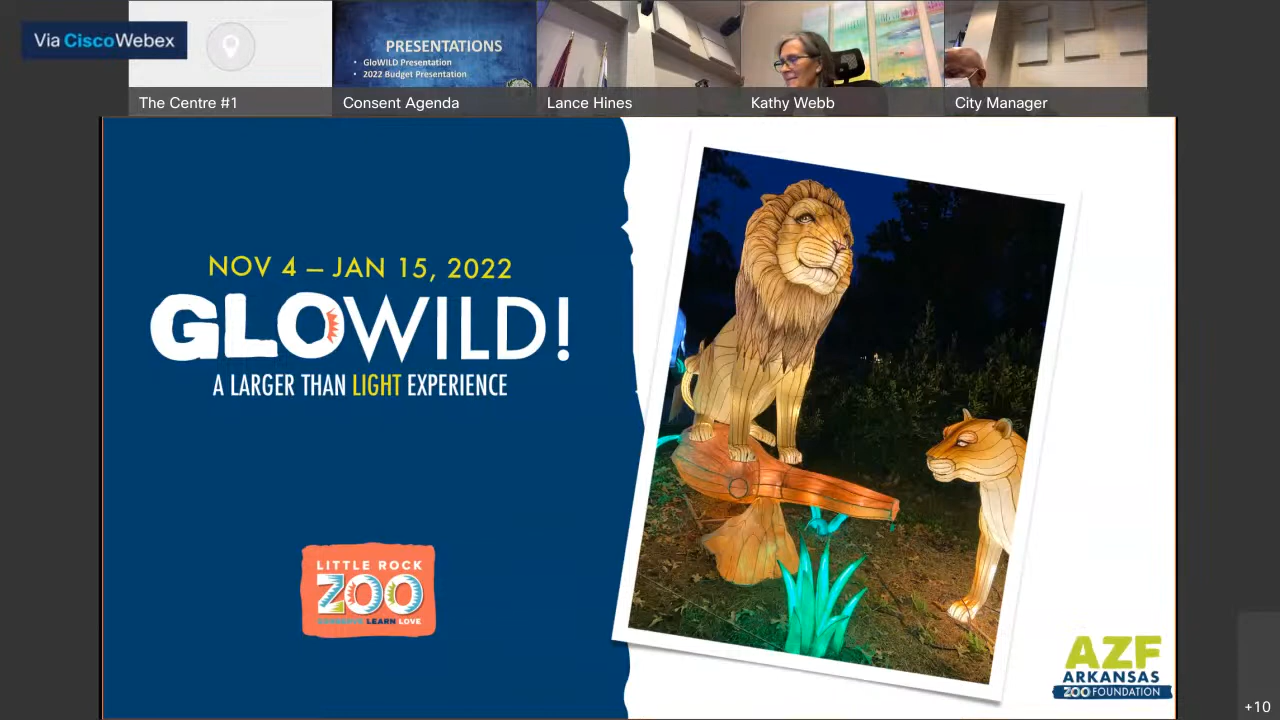 Via Cisco Webex
PRESENTATIONS
• GloWILD Presentation
• 2022 Budget Presentation
The Centre #1
Consent Agenda
Lance Hines
Kathy Webb
City Manager
NOV 4 – JAN 15, 2022
GLOWILD!
A LARGER THAN LIGHT EXPERIENCE
LITTLE ROCK
ZOO
LEARN LOVE
AZF
ARKANSAS
ZOO FOUNDATION
+10